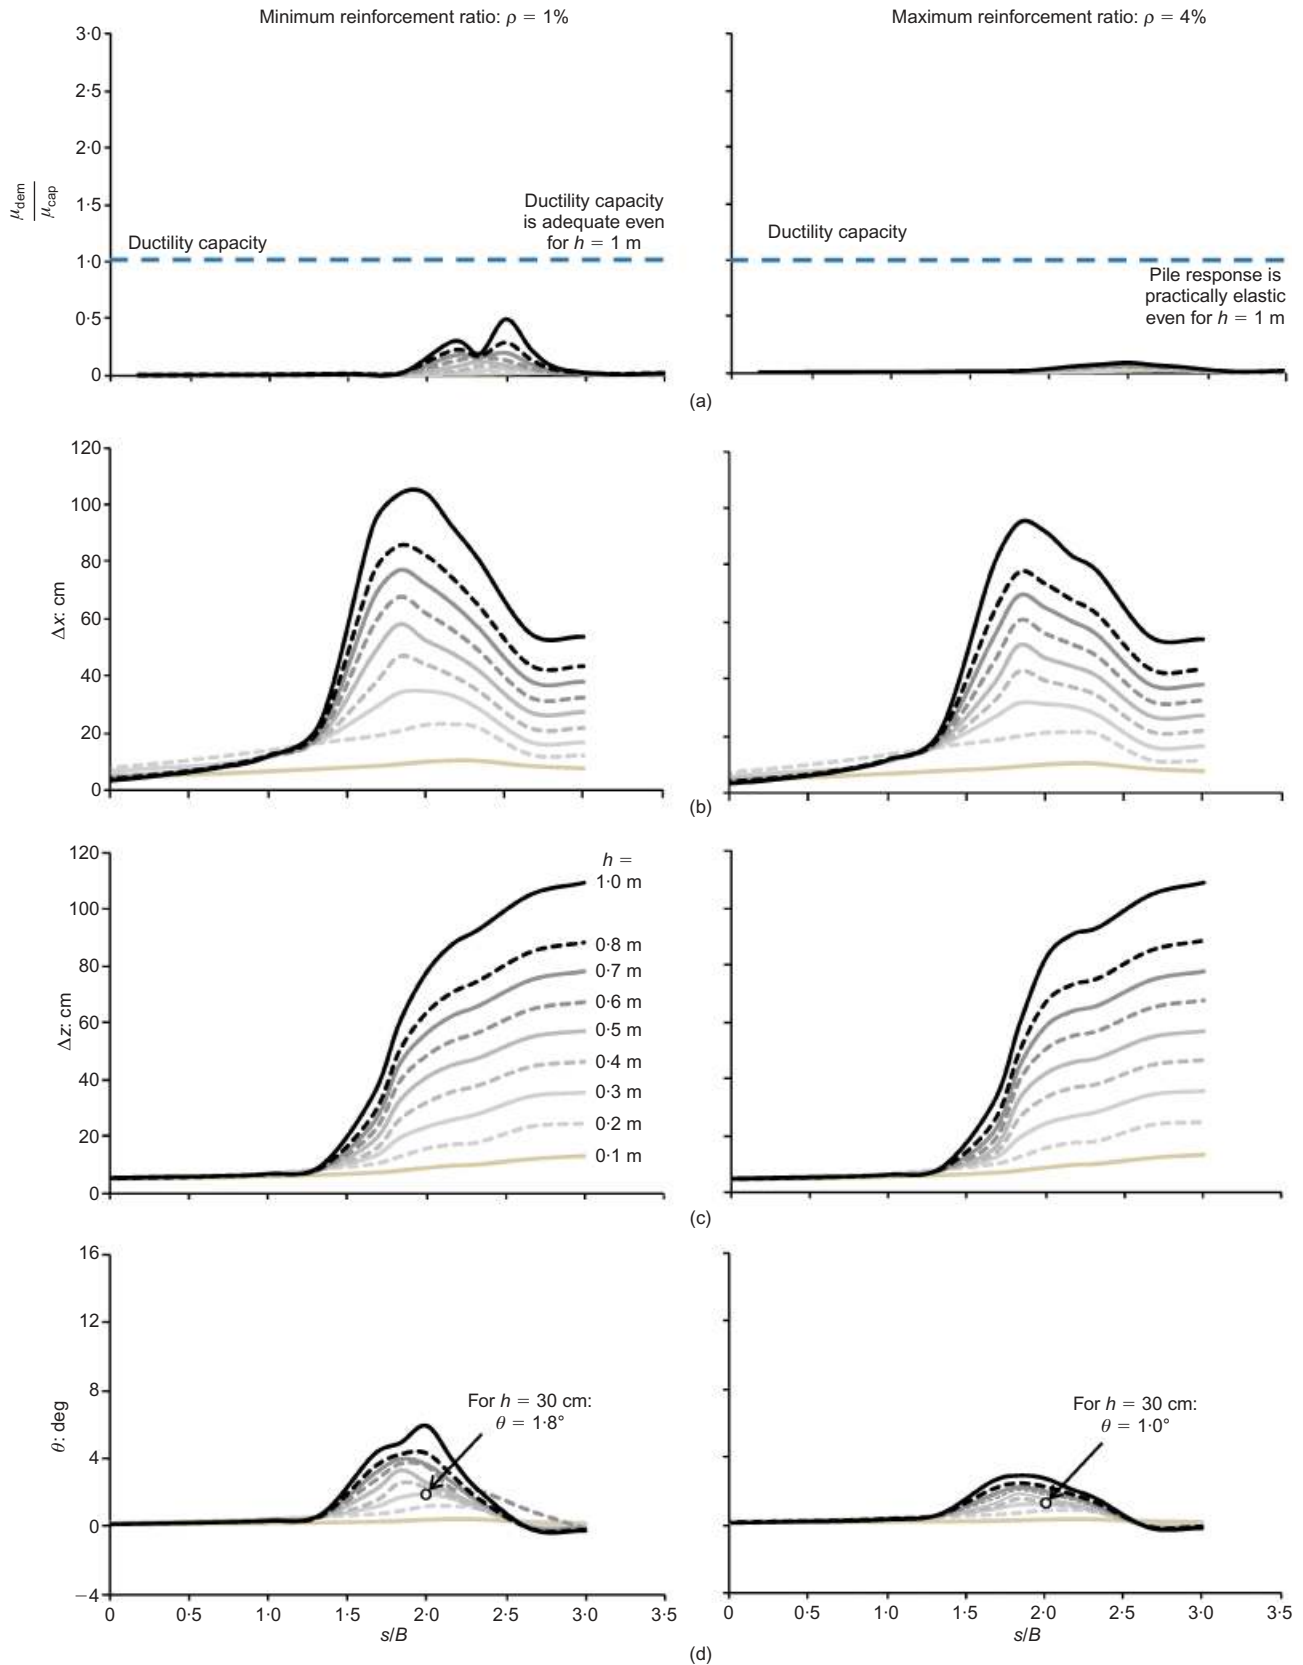 Minimum reinforcement ratio: ρ = 1%
Maximum reinforcement ratio: ρ = 4%
3·0
2·5
2·0
1·5
1·0
0·5
0
μdem
μcap
Ductility capacity
Ductility capacity
is adequate even
for h = 1 m
Ductility capacity
Pile response is
practically elastic
even for h = 1 m
(a)
120
100
80
60
40
20
0
Δx: cm
(b)
120
100
80
60
40
20
0
Δz: cm
h =
1·0 m
0·8 m
0·7 m
0·6 m
0·5 m
0·4 m
0·3 m
0·2 m
0·1 m
(c)
16
12
8
4
0
−4
θ: deg
For h = 30 cm:
θ = 1·8°
For h = 30 cm:
θ = 1·0°
0 0·5 1·0 1·5 2·0 2·5 3·0 3·5
s/B
0 0·5 1·0 1·5 2·0 2·5 3·0 3·5
s/B
(d)